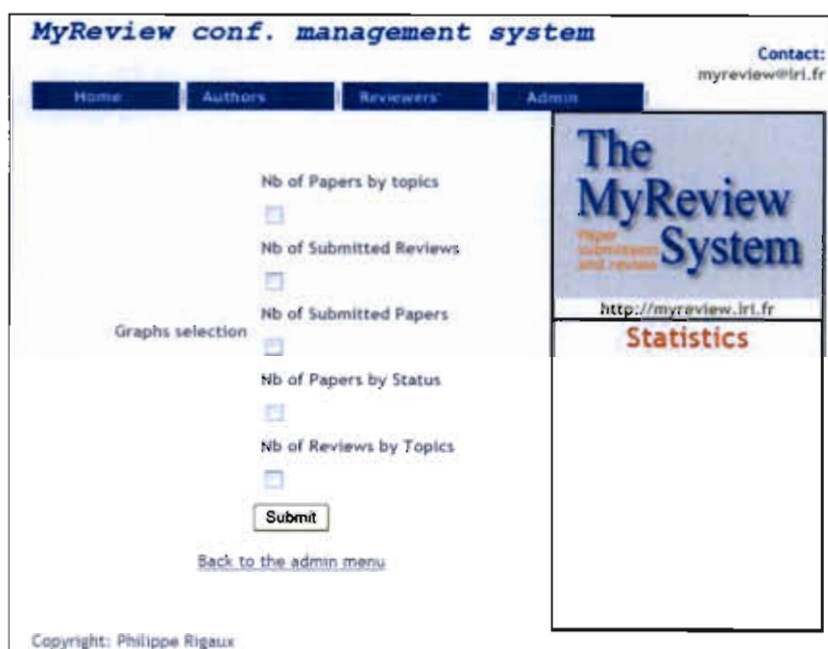 MyReview conf. management system
Contact:
myreview@lri.fr
Home | Authors | Reviewers' | Admin |
Nb of Papers by topics
Nb of Submitted Reviews
Nb of Submitted Papers
Graphs selection
Nb of Papers by Status
Nb of Reviews by Topics
Submit
Back to the admin menu
Copyright: Philippe Rigaux
The
MyReview
Paper
submission
and review
System
http://myreview.lri.fr
Statistics